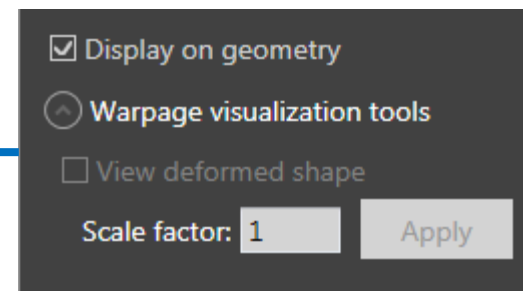 Display on geometry
Warpage visualization tools
View deformed shape
Scale factor: 1 Apply